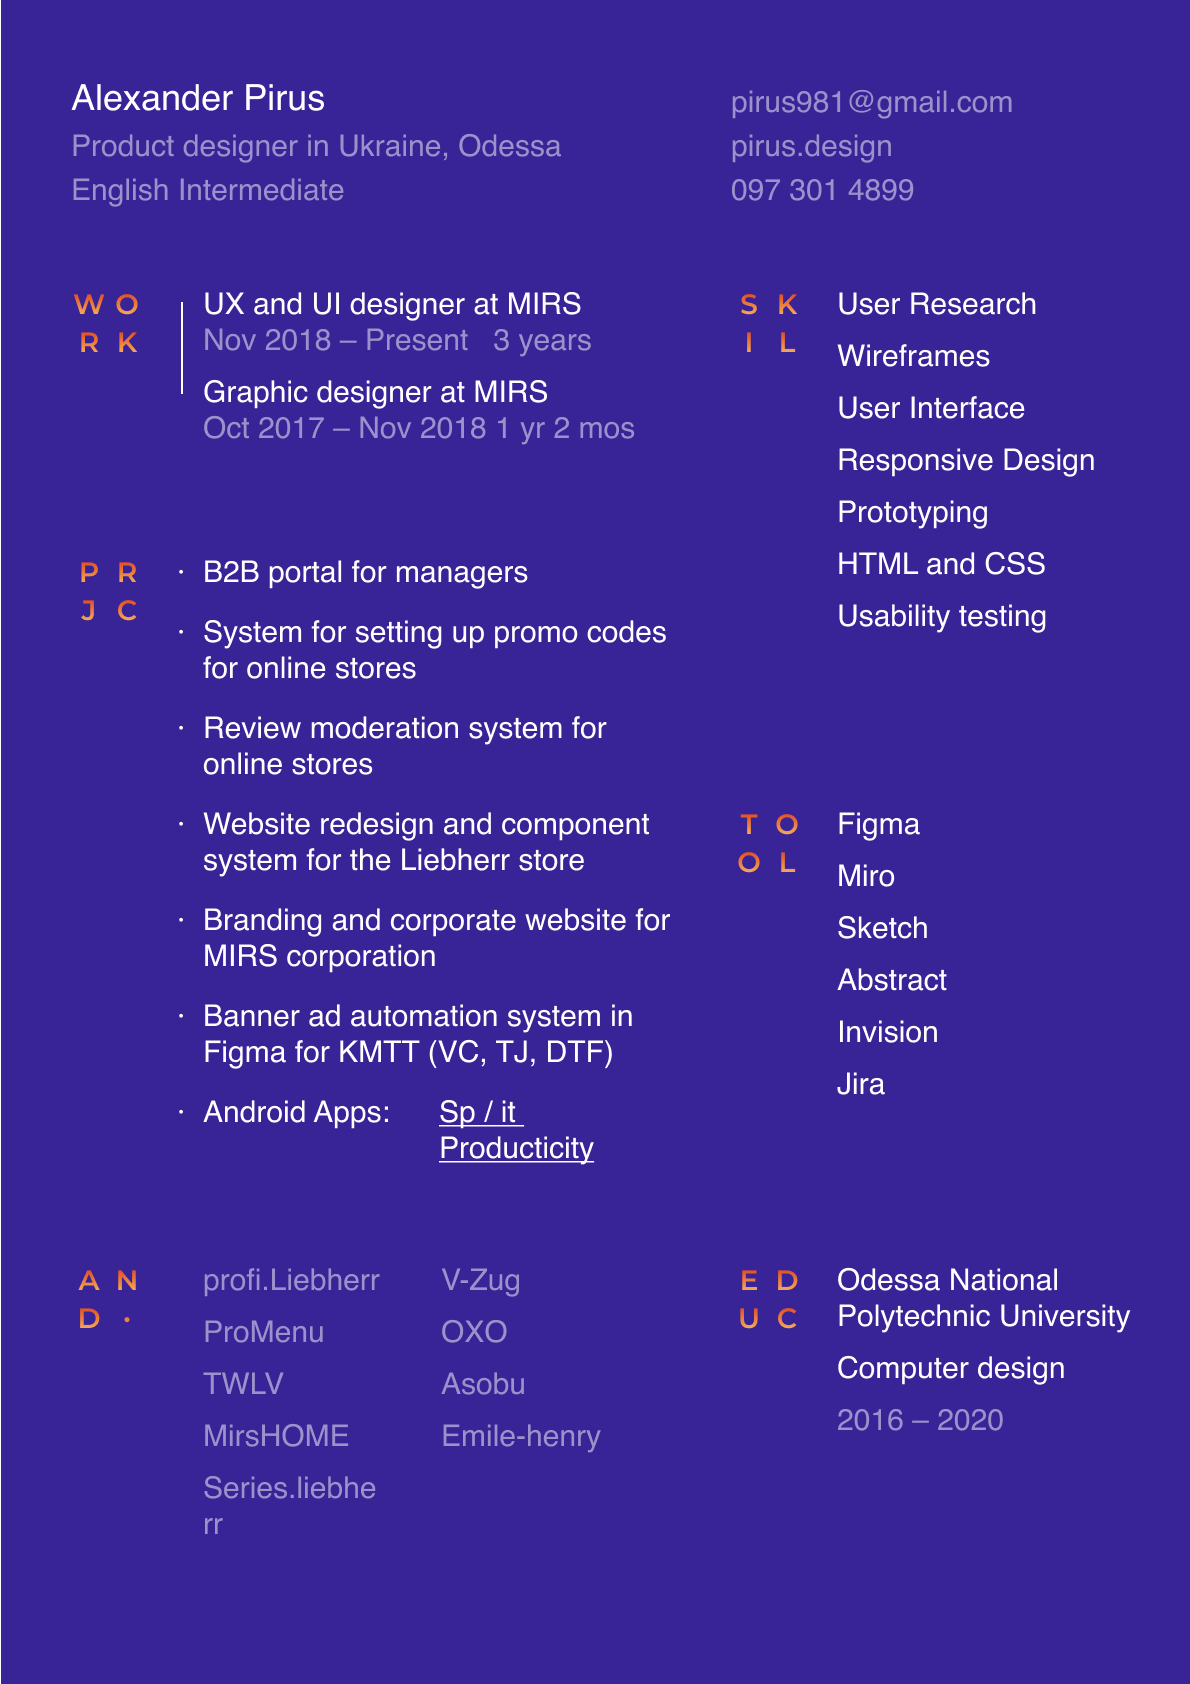 Alexander Pirus
Product designer in Ukraine, Odessa
English Intermediate
pirus981@gmail.com
pirus.design
097 301 4899
W O
R K
UX and UI designer at MIRS
Nov 2018 – Present 3 years
Graphic designer at MIRS
Oct 2017 – Nov 2018 1 yr 2 mos
P R
J C
· B2B portal for managers
· System for setting up promo codes
for online stores
· Review moderation system for
online stores
· Website redesign and component
system for the Liebherr store
· Branding and corporate website for
MIRS corporation
· Banner ad automation system in
Figma for KMTT (VC, TJ, DTF)
· Android Apps: Sp / it
Producticity
A N
D ·
profi.Liebherr
ProMenu
TWLV
MirsHOME
Series.liebhe
rr
V-Zug
OXO
Asobu
Emile-henry
S K
I L
User Research
Wireframes
User Interface
Responsive Design
Prototyping
HTML and CSS
Usability testing
T O
O L
Figma
Miro
Sketch
Abstract
Invision
Jira
E D
U C
Odessa National
Polytechnic University
Computer design
2016 – 2020